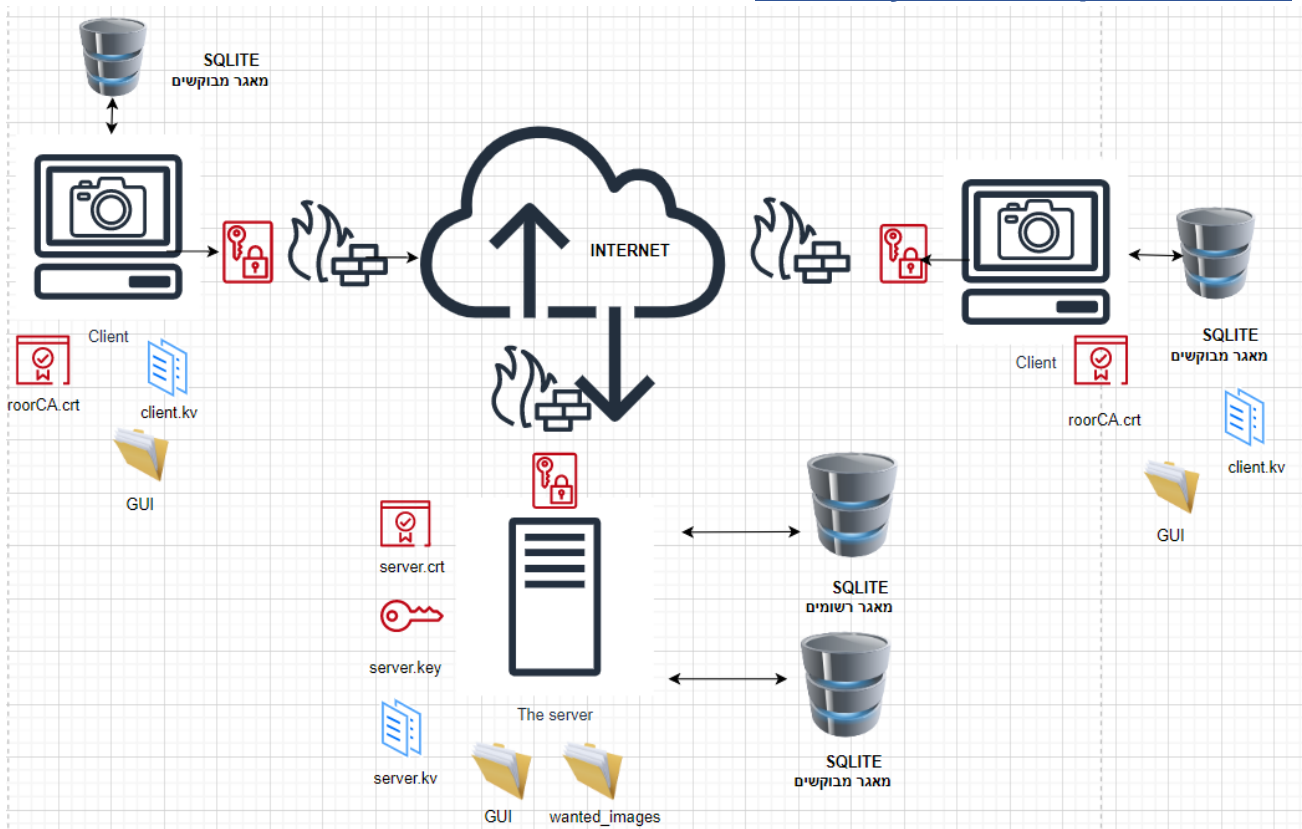 SQLITE
מאגר מבוקשים
INTERNET
Client
roorCA.crt
client.kv
GUI
SQLITE
מאגר מבוקשים
Client
roorCA.crt
client.kv
GUI
server.crt
server.key
server.kv
The server
GUI
wanted_images
SQLITE
מאגר רשומים
SQLITE
מאגר מבוקשים